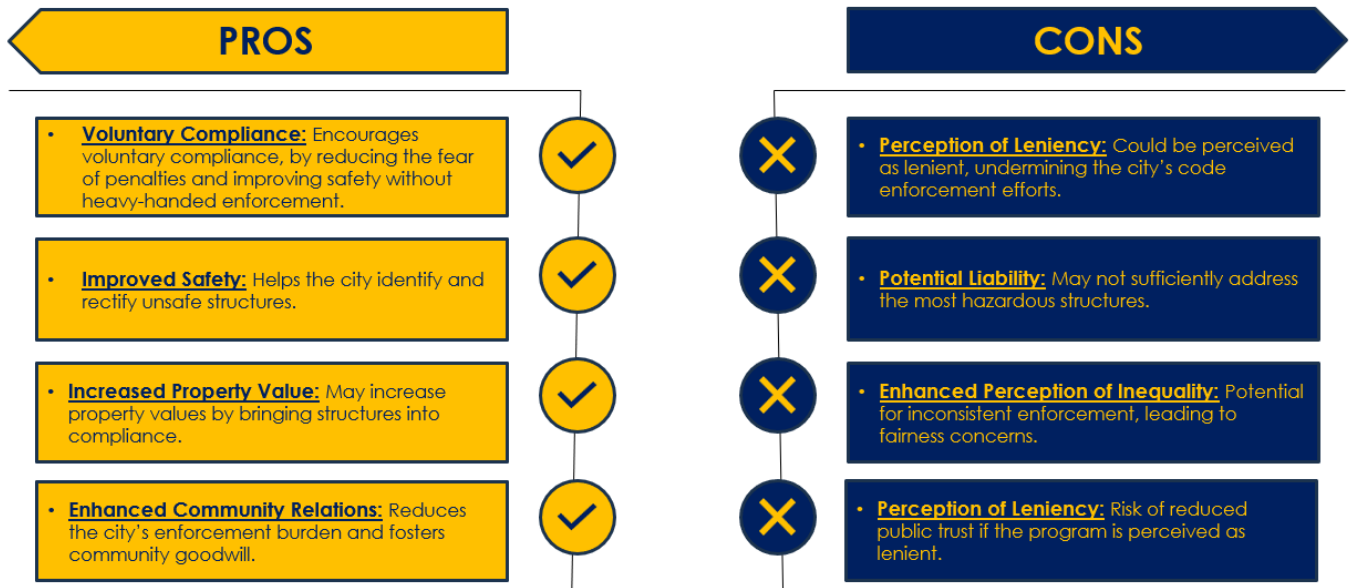 PROS
• Voluntary Compliance: Encourages
voluntary compliance, by reducing the fear
of penalties and improving safety without
heavy-handed enforcement.
• Improved Safety: Helps the city identify and
rectify unsafe structures.
• Increased Property Value: May increase
property values by bringing structures into
compliance.
• Enhanced Community Relations: Reduces
the city’s enforcement burden and fosters
community goodwill.
CONS
• Perception of Leniency: Could be perceived
as lenient, undermining the city’s code
enforcement efforts.
• Potential Liability: May not sufficiently address
the most hazardous structures.
• Enhanced Perception of Inequality: Potential
for inconsistent enforcement, leading to
fairness concerns.
• Perception of Leniency: Risk of reduced
public trust if the program is perceived as
lenient.